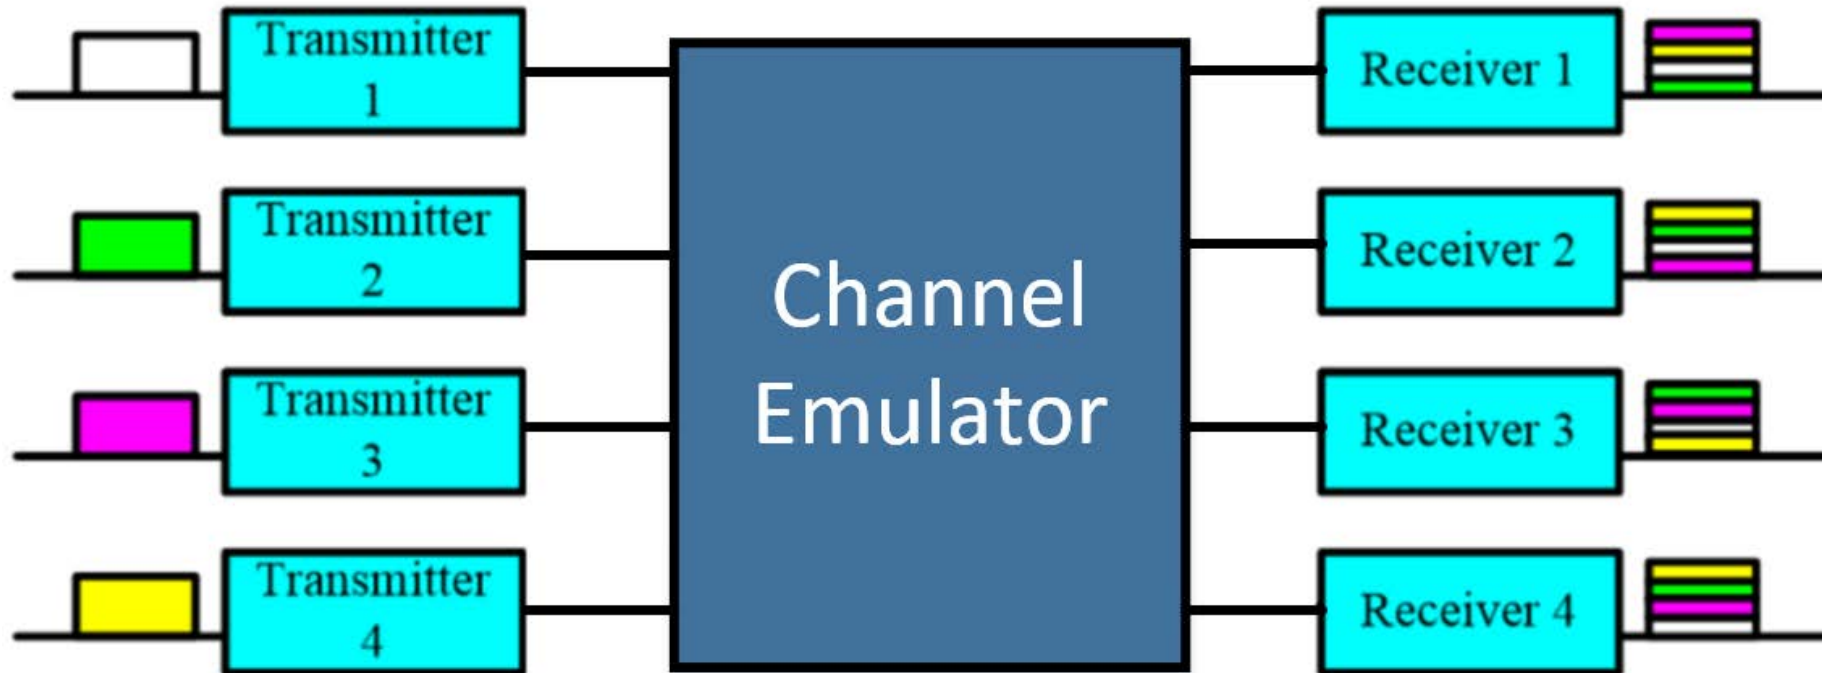 Transmitter
1
Transmitter
2
Transmitter
3
Transmitter
4
Channel
Emulator
Receiver 1
Receiver 2
Receiver 3
Receiver 4